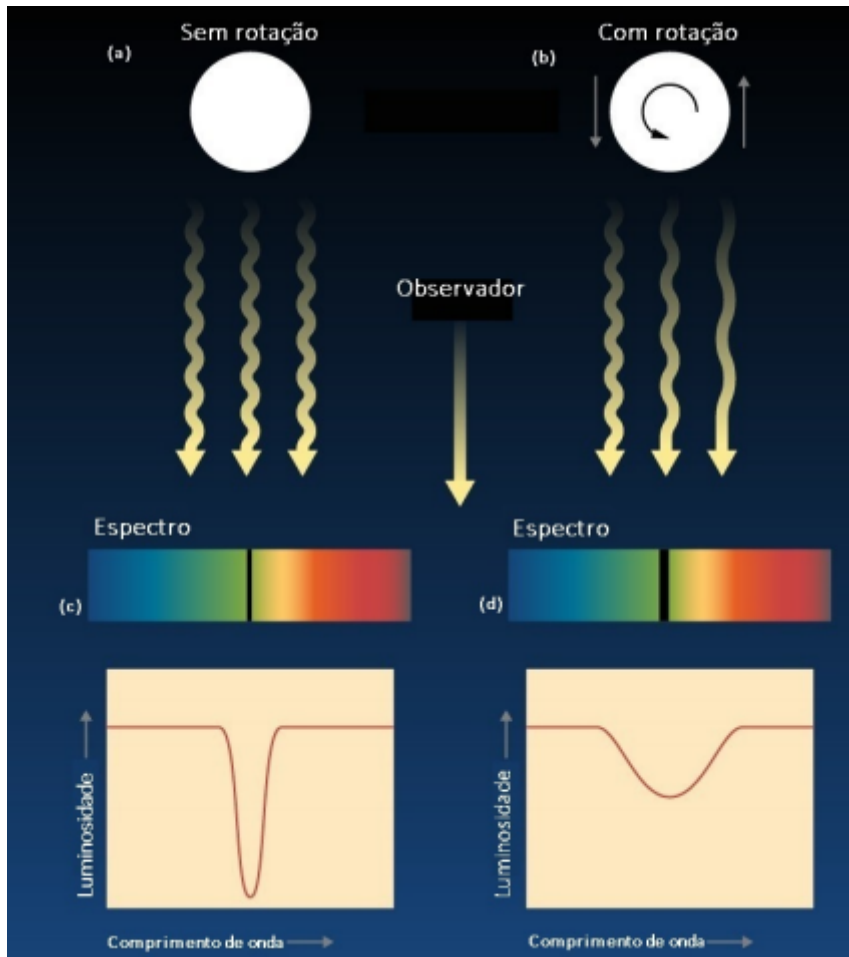 Sem rotação
(a)
Com rotação
(b)
Observador
Espectro
(c)
Espectro
(d)
Luminosidade
Comprimento de onda
Luminosidade
Comprimento de onda